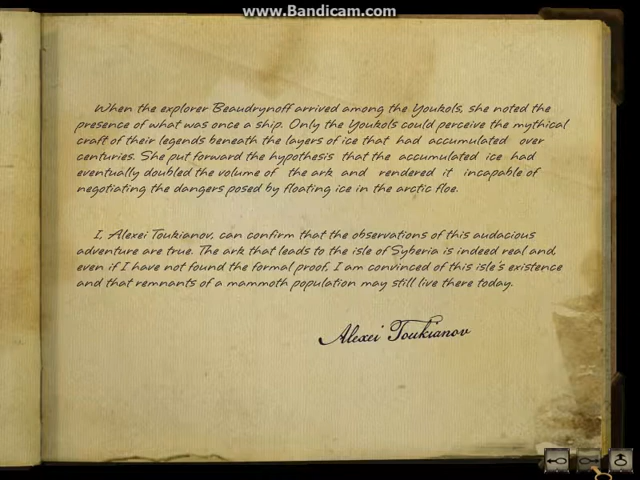 www.Bandicam.com
When the explorer Beaudrynoff arrived among the Youkols, she noted the
presence of what was once a ship. Only the Youkols could perceive the mythical
craft of their legends beneath the layers of ice that had accumulated over
centuries. She put forward the hypothesis that the accumulated ice had
eventually doubled the volume of the ark and rendered it incapable of
negotiating the dangers posed by floating ice in the arctic floe.
I, Alexei Toukianov, can confirm that the observations of this audacious
adventure are true. The ark that leads to the isle of Syberia is indeed real and,
even if I have not found the formal proof, I am convinced of this isle's existence
and that remnants of a mammoth population may still live there today.
Alexei Toukianov